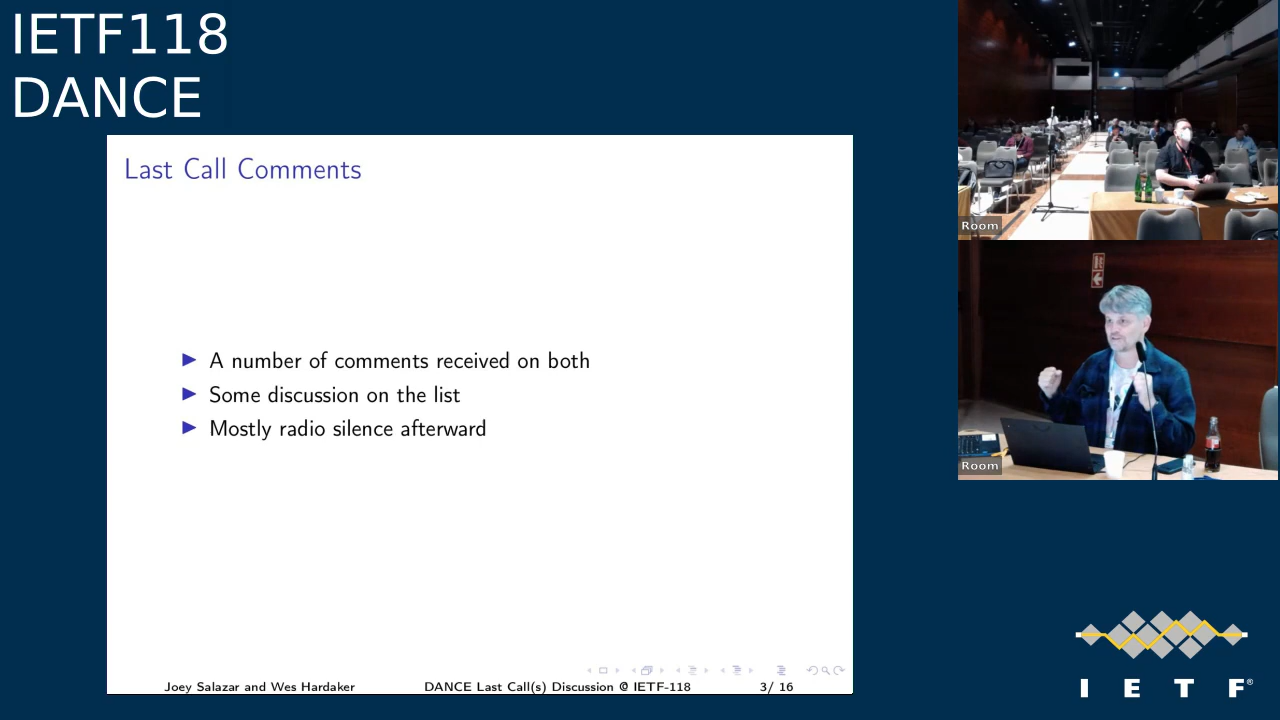 IETF118
DANCE
Last Call Comments
A number of comments received on both
Some discussion on the list
Mostly radio silence afterward
Joey Salazar and Wes Hardaker
DANCE Last Call(s) Discussion @ IETF-118
3/ 16
Room
Room
I E T F®